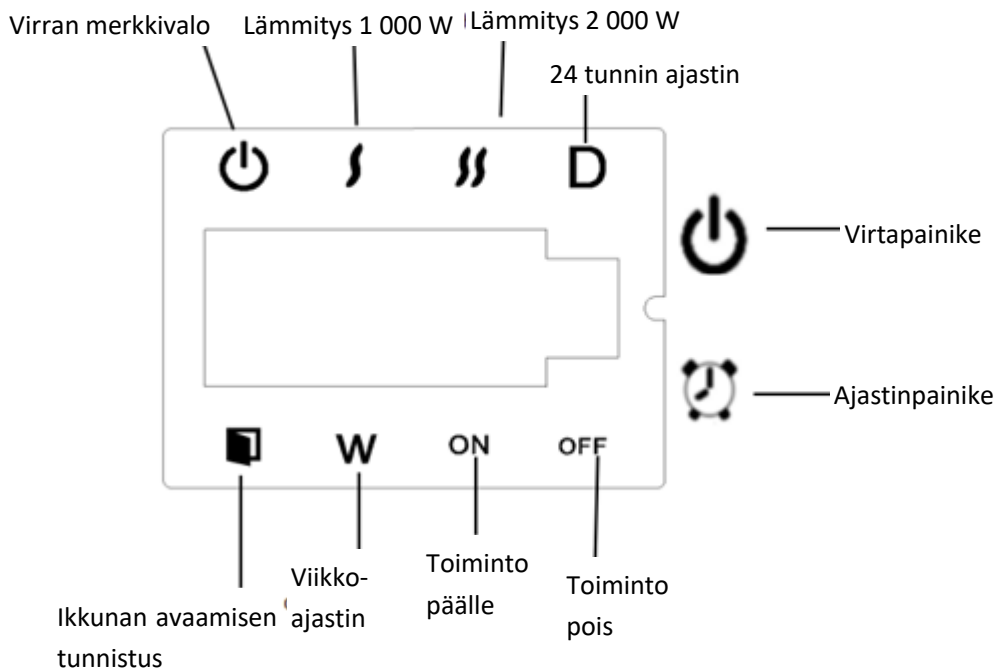 Virran merkkivalo
Lämmitys 1 000 W
Lämmitys 2 000 W
24 tunnin ajastin
D
Virtapainike
Ajastinpainike
W
ON
OFF
Ikkunan avaamisen
tunnistus
Viikko-
ajastin
Toiminto
päälle
Toiminto
pois